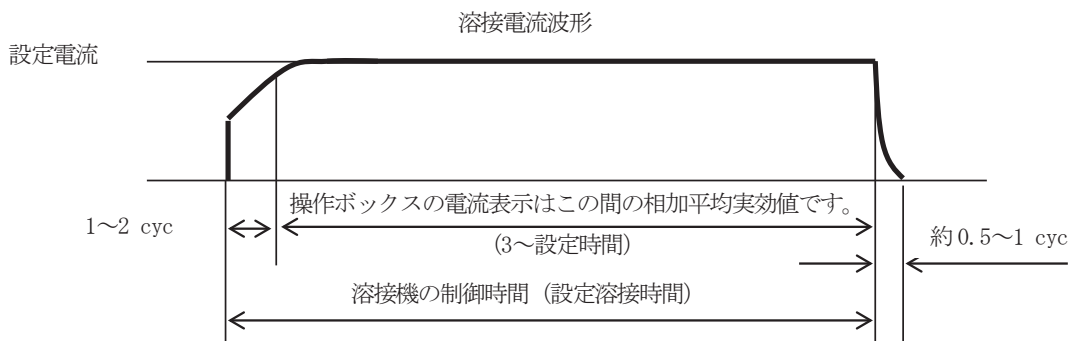 溶接電流波形
設定電流
操作ボックスの電流表示はこの間の相加平均実効値です。
1～2 cyc
(3～設定時間)
約0.5～1 cyc
溶接機の制御時間（設定溶接時間）